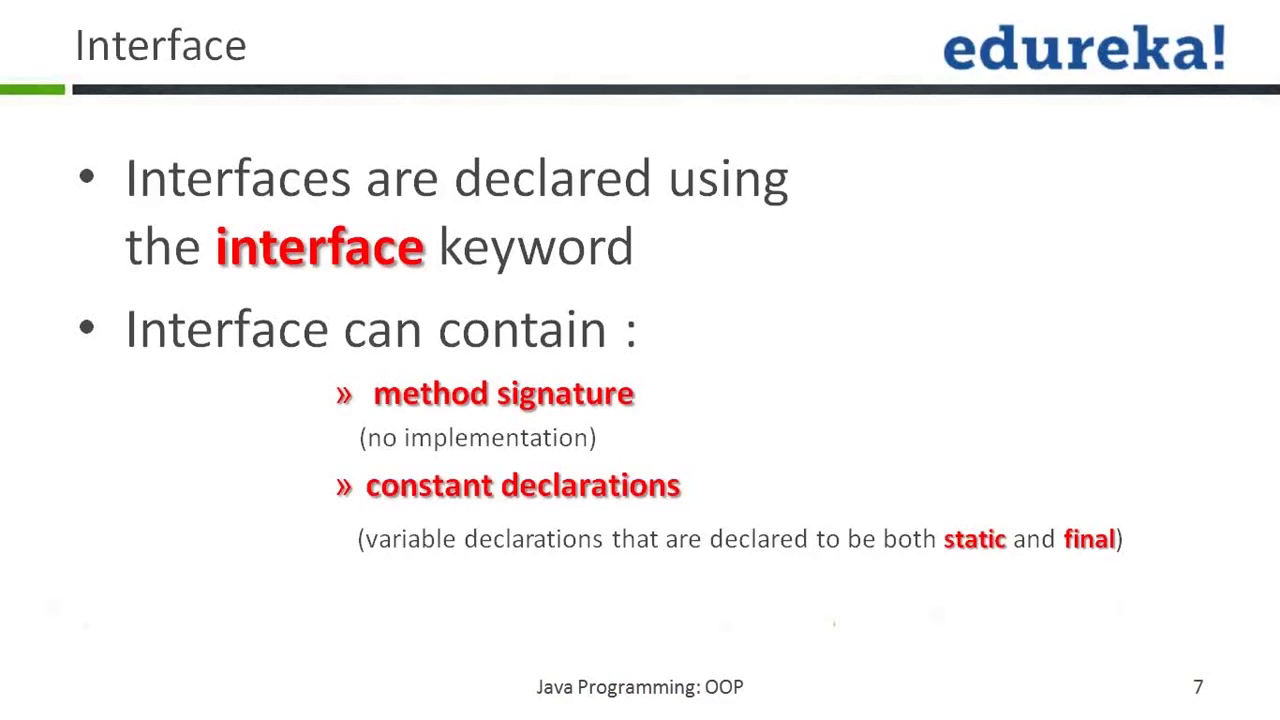 Interface
edureka!
• Interfaces are declared using
the interface keyword
• Interface can contain :
» method signature
(no implementation)
» constant declarations
(variable declarations that are declared to be both static and final)
Java Programming: OOP
7